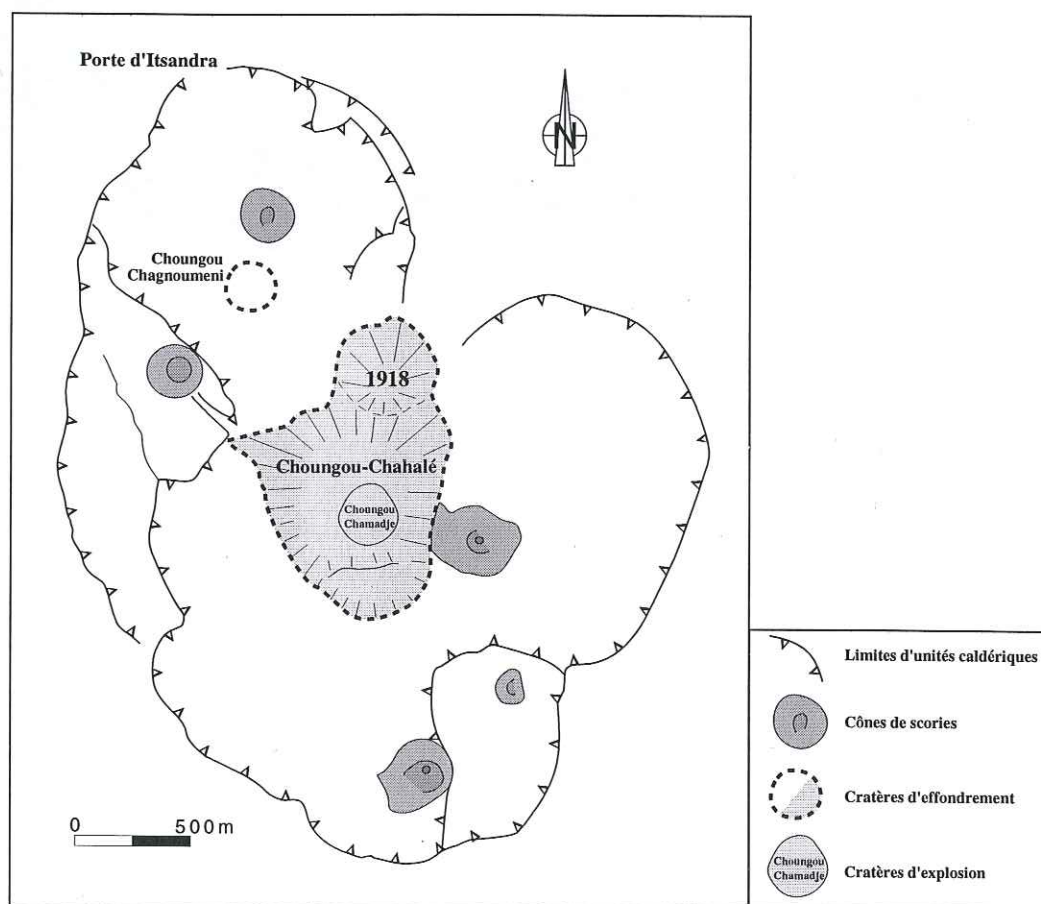 Porte d'Itsandra
N
Choungou
Chagnoumeni
1918
Choungou-Chahalé
Choungou
Chamadje
0 500m
Limites d'unités caldériques
Cônes de scories
Cratères d'effondrement
Choungou
Chamadje
Cratères d'explosion